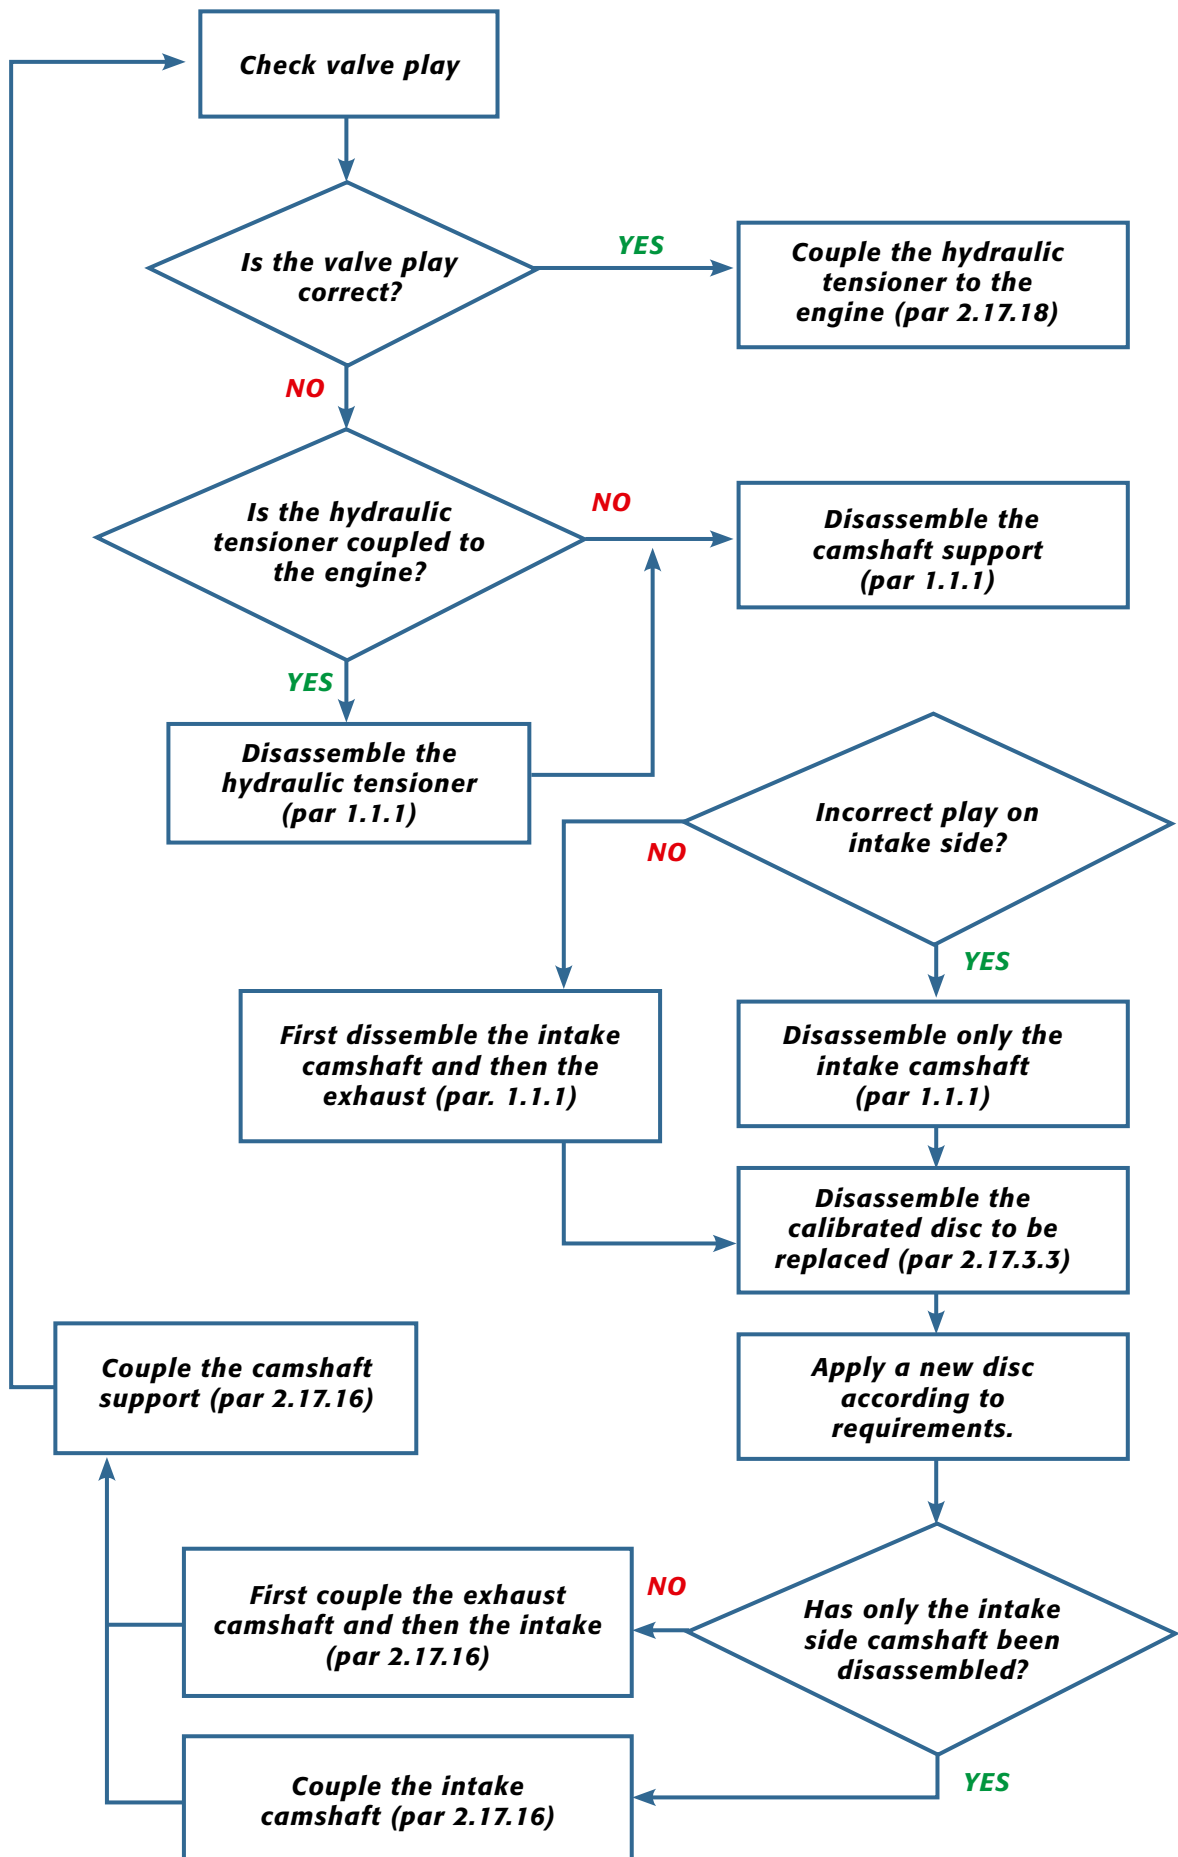 Check valve play
Is the valve play
correct?
YES
Couple the hydraulic
tensioner to the
engine (par 2.17.18)
NO
Is the hydraulic
tensioner coupled to
the engine?
NO
Disassemble the
camshaft support
(par 1.1.1)
YES
Disassemble the
hydraulic tensioner
(par 1.1.1)
Incorrect play on
intake side?
NO
YES
First dissemble the intake
camshaft and then the
exhaust (par. 1.1.1)
Disassemble only the
intake camshaft
(par 1.1.1)
Disassemble the
calibrated disc to be
replaced (par 2.17.3.3)
Couple the camshaft
support (par 2.17.16)
Apply a new disc
according to
requirements.
First couple the exhaust
camshaft and then the intake
(par 2.17.16)
NO
Has only the intake
side camshaft been
disassembled?
YES
Couple the intake
camshaft (par 2.17.16)